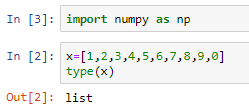 In [3]: import numpy as np
In [2]: x=[1,2,3,4,5,6,7,8,9,0]
type(x)
Out[2]: list